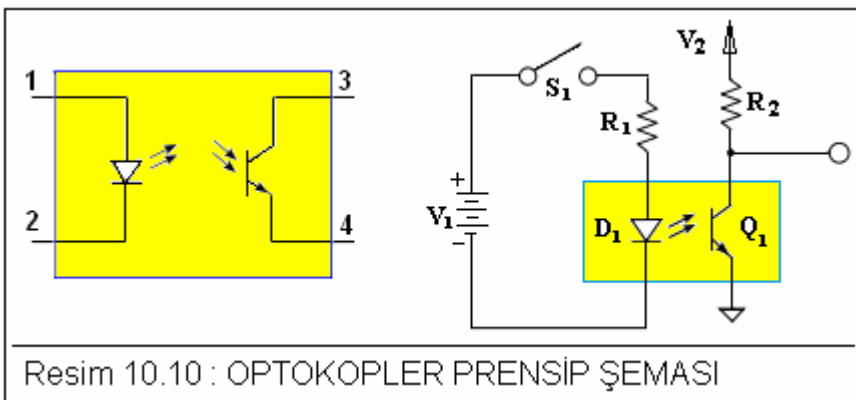 1
3
2
4
S1
V2
R1
R2
+
V1
−
D1
Q1
Resim 10.10 : OPTOKOPLER PRENSİP ŞEMASI